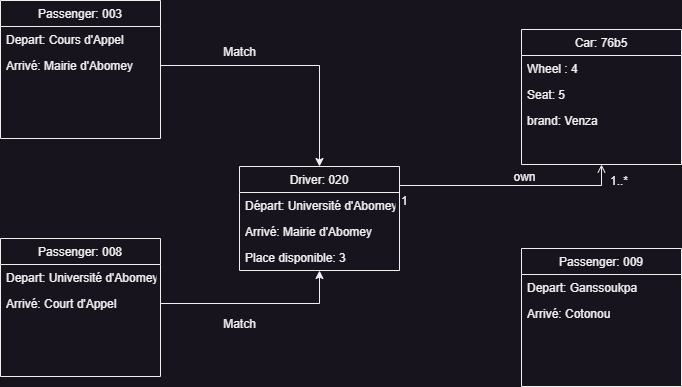 Passenger: 003
Depart: Cours d'Appel
Arrivé: Mairie d'Abomey
Match
Car: 76b5
Wheel : 4
Seat: 5
brand: Venza
Driver: 020
Départ: Université d'Abomey
Arrivé: Mairie d'Abomey
Place disponible: 3
1
own
1..*
Passenger: 008
Depart: Université d'Abomey
Arrivé: Court d'Appel
Match
Passenger: 009
Depart: Ganssoukpa
Arrivé: Cotonou